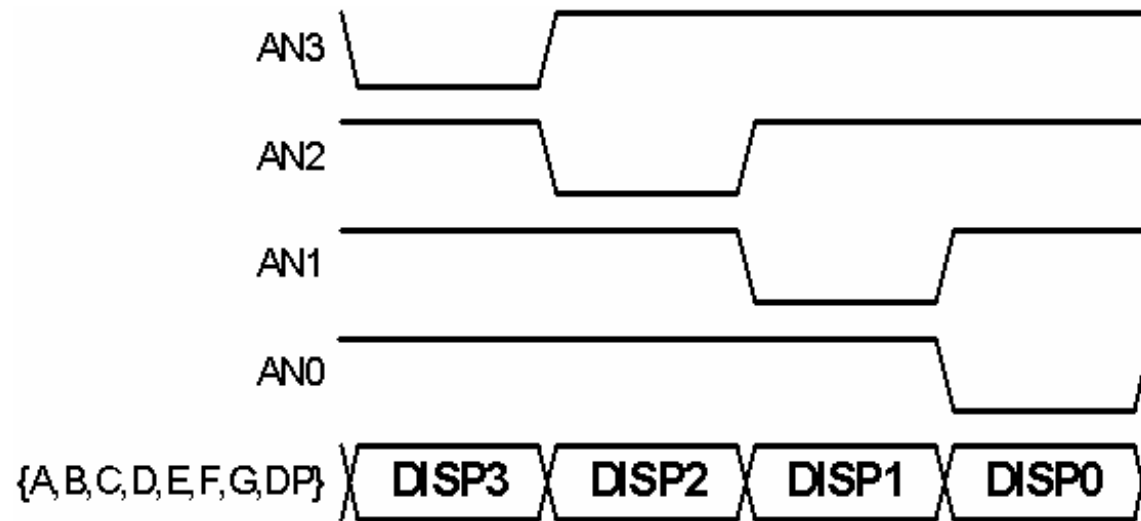 AN3
AN2
AN1
AN0
{A,B,C,D,E,F,G,DP} DISP3 DISP2 DISP1 DISP0